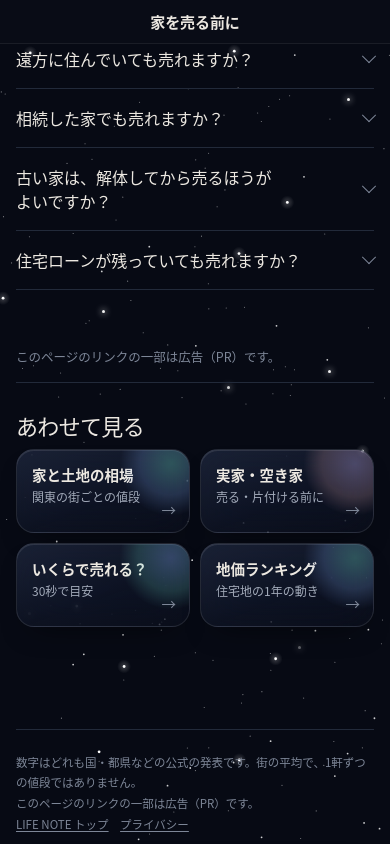 家を売る前に
遠方に住んでいても売れますか？
相続した家でも売れますか？
古い家は、解体してから売るほうが
よいですか？
住宅ローンが残っていても売れますか？
このページのリンクの一部は広告（PR）です。
あわせて見る
家と土地の相場
関東の街ごとの値段
→
実家・空き家
売る・片付ける前に
→
いくらで売れる？
30秒で目安
→
地価ランキング
住宅地の1年の動き
→
数字はどれも国・都県などの公式の発表です。街の平均で、1軒ずつ
の値段ではありません。
このページのリンクの一部は広告（PR）です。
LIFE NOTE トップ　プライバシー